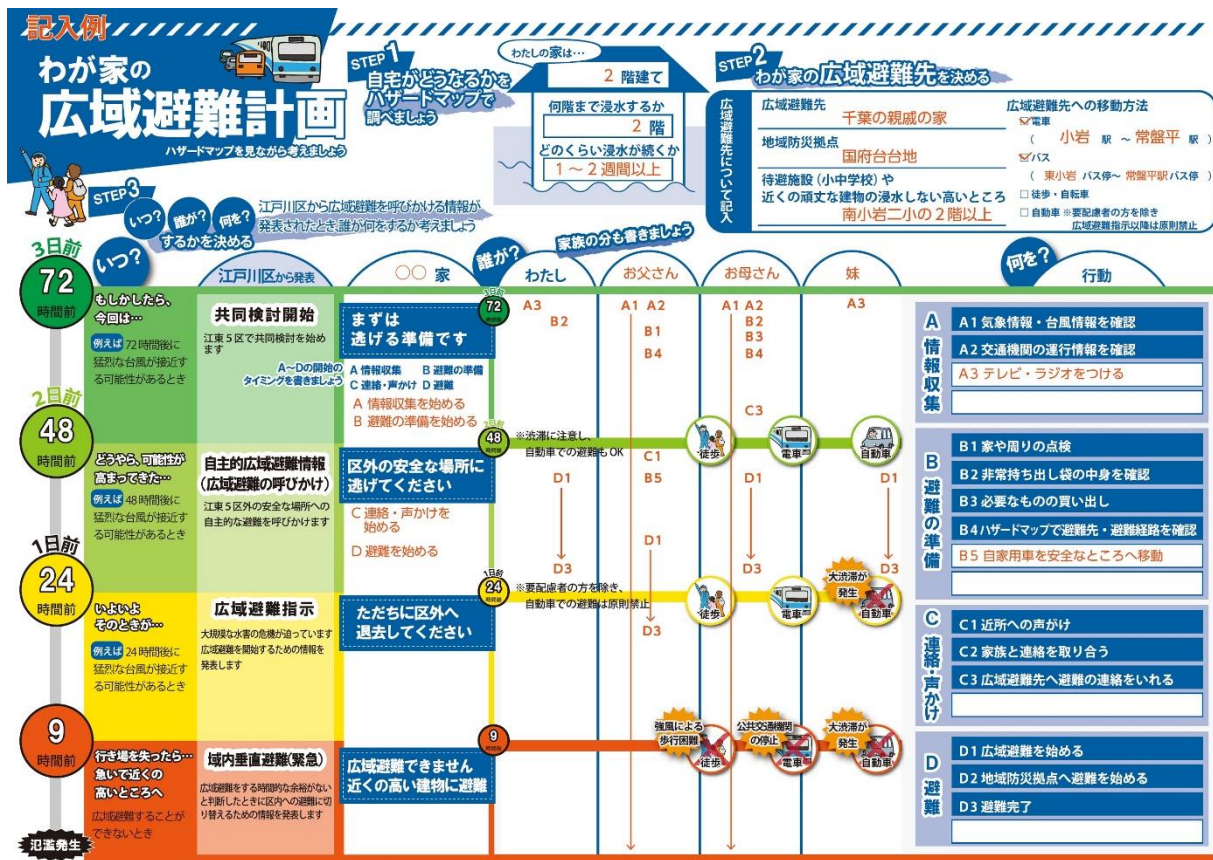 記入例
わが家の
広域避難計画
ハザードマップを見ながら考えましょう
STEP1
自宅がどうなるかを
ハザードマップで
調べましょう
わたしの家は…
2 階建て
何階まで浸水するか
2 階
どのくらい浸水が続くか
1～2週間以上
STEP2
わが家の広域避難先を決める
広域避難先について記入
広域避難先
千葉の親戚の家
地域防災拠点
国府台台地
待避施設(小中学校)や
近くの頑丈な建物の浸水しない高いところ
南小岩二小の2階以上
広域避難先への移動方法
☑電車
( 小岩 駅 ～ 常盤平 駅 )
☑バス
( 東小岩 バス停～ 常盤平駅 バス停 )
□ 徒歩・自転車
□ 自動車 ※要配慮者の方を除き
広域避難指示以降は原則禁止
STEP3
いつ? 誰が? 何を?
するかを決める
江戸川区から広域避難を呼びかける情報が
発表されたとき、誰が何をするか考えましょう
家族の分も書きましょう
いつ?
江戸川区から発表
○○ 家
誰が?
わたし
お父さん
お母さん
妹
何を?
行動
3日前
72
時間前
もしかしたら、
今回は…
例えば 72時間後に
猛烈な台風が接近す
る可能性があるとき
共同検討開始
江東5区で共同検討を始め
ます
まずは
逃げる準備です
A～Dの開始の
タイミングを書きましょう
A 情報収集 B 避難の準備
C 連絡・声かけ D 避難
A 情報収集を始める
B 避難の準備を始める
3日前
72
時間前
A3
B2
A1 A2
B1
B4
A1 A2
B2
B3
B4
C3
A3
2日前
48
時間前
どうやら、可能性が
高まってきた…
例えば 48時間後に
猛烈な台風が接近す
る可能性があるとき
自主的広域避難情報
(広域避難の呼びかけ)
江東5区外の安全な場所への
自主的な避難を呼びかけます
区外の安全な場所に
逃げてください
C 連絡・声かけを
始める
D 避難を始める
2日前
48
時間前
※渋滞に注意し、
自動車での避難もOK
徒歩
電車
自動車
D1
D3
C1
B5
D1
D3
D1
D3
D1
D3
1日前
24
時間前
いよいよ
そのときが…
例えば 24時間後に
猛烈な台風が接近す
る可能性があるとき
広域避難指示
大規模な水害の危機が迫っています
広域避難を開始するための情報を
発表します
ただちに区外へ
退去してください
1日前
24
時間前
※要配慮者の方を除き、
自動車での避難は原則禁止
徒歩
電車
大渋滞が
発生
自動車
9
時間前
行き場を失ったら…
急いで近くの
高いところへ
広域避難することが
できないとき
域内垂直避難(緊急)
広域避難をする時間的な余裕がない
と判断したときに区内への避難に切
り替えるための情報を発表します
広域避難できません
近くの高い建物に避難
9
時間前
強風による
歩行困難
徒歩
公共交通機関
の停止
電車
大渋滞が
発生
自動車
氾濫発生
A 情報収集
A1 気象情報・台風情報を確認
A2 交通機関の運行情報を確認
A3 テレビ・ラジオをつける
B 避難の準備
B1 家や周りの点検
B2 非常持ち出し袋の中身を確認
B3 必要なものの買い出し
B4 ハザードマップで避難先・避難経路を確認
B5 自家用車を安全なところへ移動
C 連絡・声かけ
C1 近所への声がけ
C2 家族と連絡を取り合う
C3 広域避難先へ避難の連絡をいれる
D 避難
D1 広域避難を始める
D2 地域防災拠点へ避難を始める
D3 避難完了